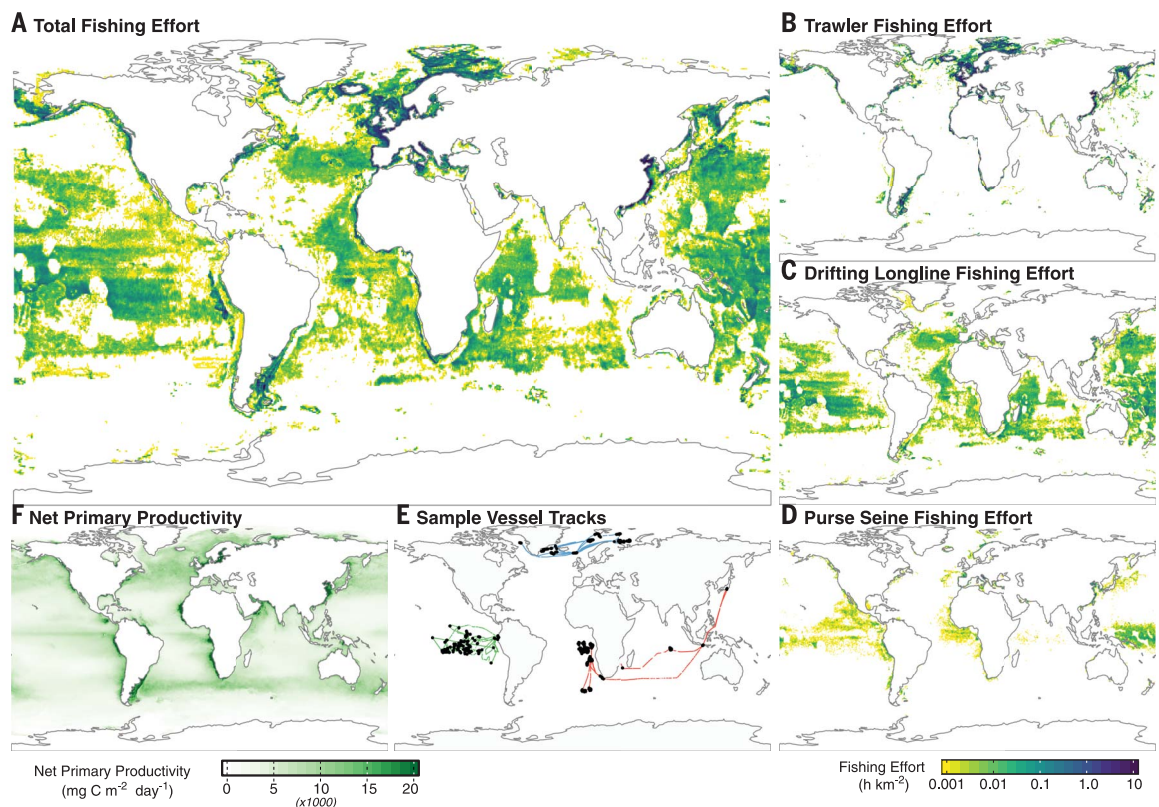 A Total Fishing Effort
B Trawler Fishing Effort
C Drifting Longline Fishing Effort
F Net Primary Productivity
E Sample Vessel Tracks
D Purse Seine Fishing Effort
Net Primary Productivity
(mg C m⁻² day⁻¹)
0 5 10 15 20
(x1000)
Fishing Effort
(h km⁻²)
0.001 0.01 0.1 1.0 10